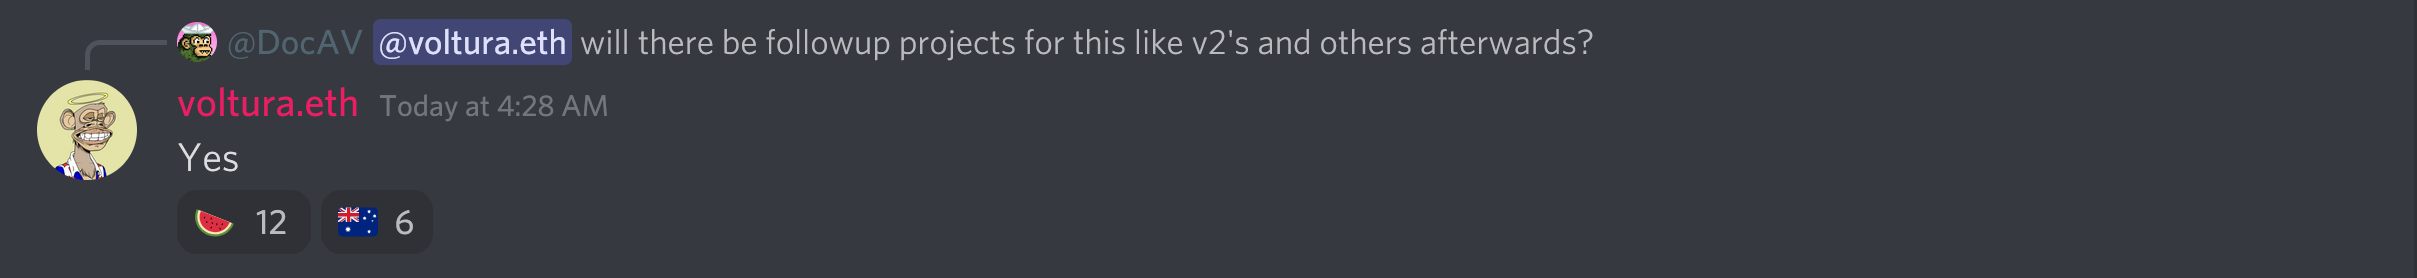 @DocAV @voltura.eth will there be followup projects for this like v2's and others afterwards?
voltura.eth Today at 4:28 AM
Yes
12 6